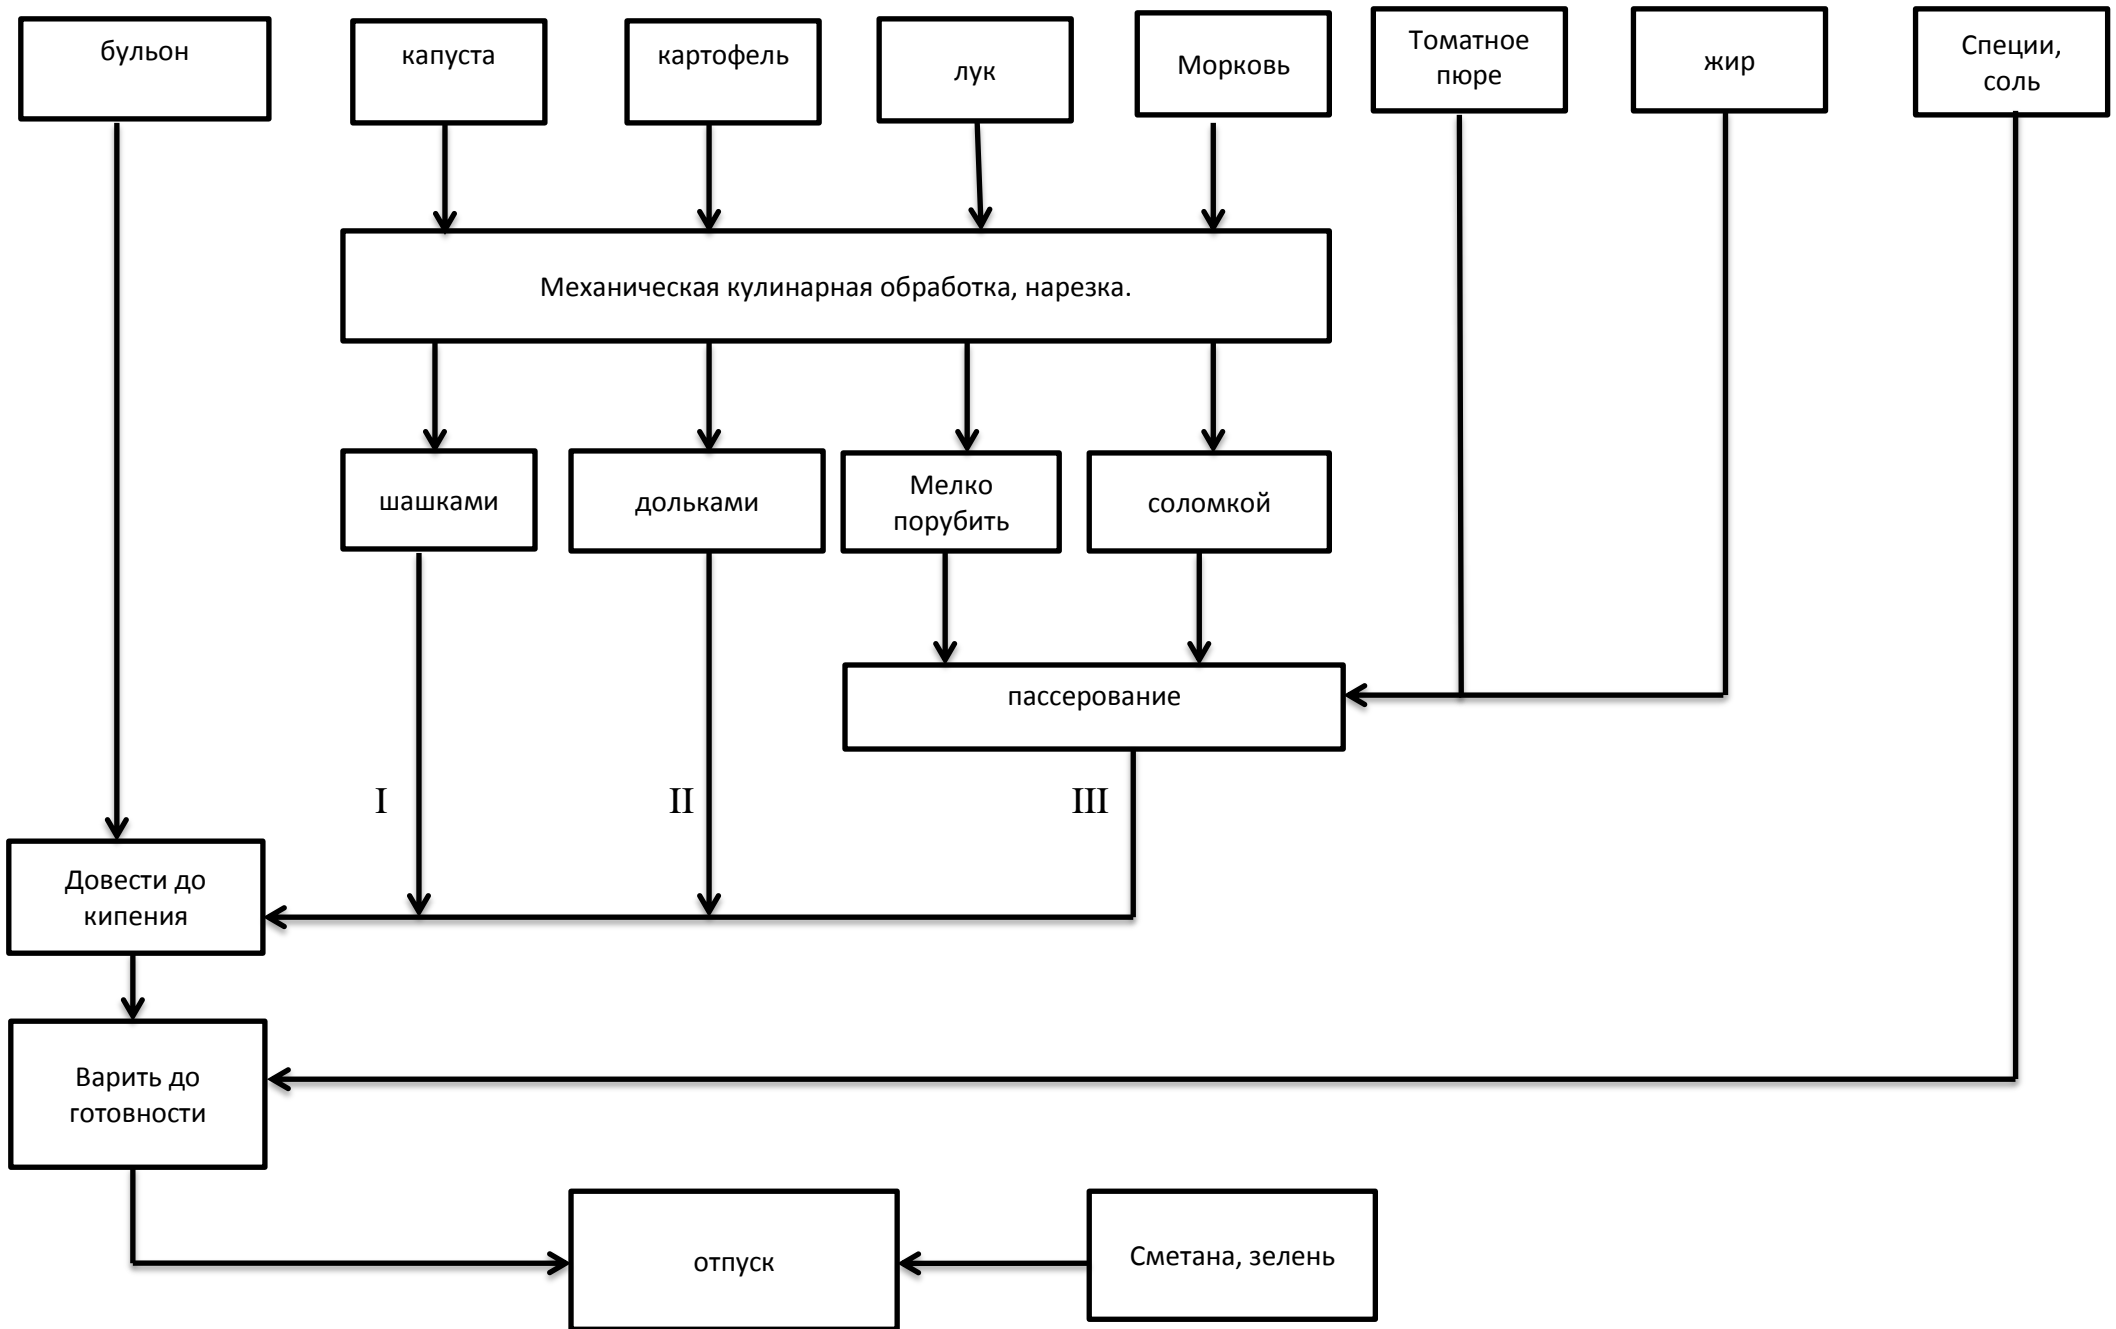 бульон
капуста
картофель
лук
Морковь
Томатное
пюре
жир
Специи,
соль
Механическая кулинарная обработка, нарезка.
шашками
дольками
Мелко
порубить
соломкой
пассерование
I
II
III
Довести до
кипения
Варить до
готовности
отпуск
Сметана, зелень